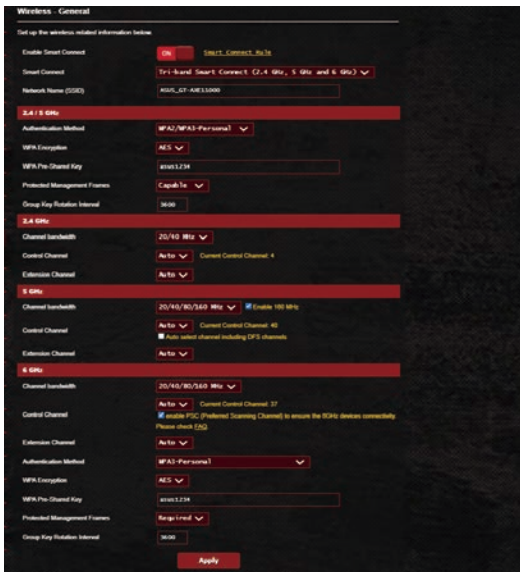 Wireless - General
Set up the wireless related information below.
Enable Smart Connect ON Smart Connect Rule
Smart Connect Tri-band Smart Connect (2.4 GHz, 5 GHz and 6 GHz)
Network Name (SSID) ASUS_GT-AXE11000
2.4 / 5 GHz
Authentication Method WPA2/WPA3-Personal
WPA Encryption AES
WPA Pre-Shared Key asus1234
Protected Management Frames Capable
Group Key Rotation Interval 3600
2.4 GHz
Channel bandwidth 20/40 MHz
Control Channel Auto Current Control Channel: 4
Extension Channel Auto
5 GHz
Channel bandwidth 20/40/80/160 MHz Enable 160 MHz
Control Channel Auto Current Control Channel: 40
Auto select channel including DFS channels
Extension Channel Auto
6 GHz
Channel bandwidth 20/40/80/160 MHz
Control Channel Auto Current Control Channel: 37
enable PSC (Preferred Scanning Channel) to ensure the 6GHz devices connectivity.
Please check FAQ.
Extension Channel Auto
Authentication Method WPA3-Personal
WPA Encryption AES
WPA Pre-Shared Key asus1234
Protected Management Frames Required
Group Key Rotation Interval 3600
Apply